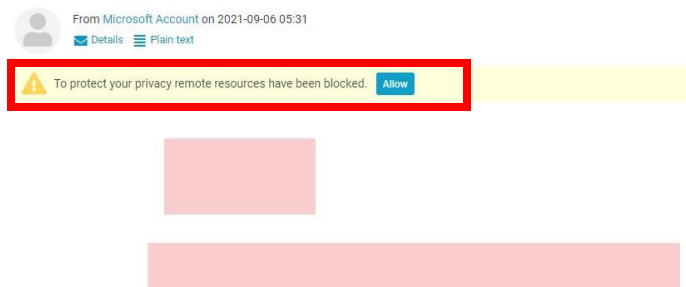 From Microsoft Account on 2021-09-06 05:31
Details Plain text
To protect your privacy remote resources have been blocked. Allow